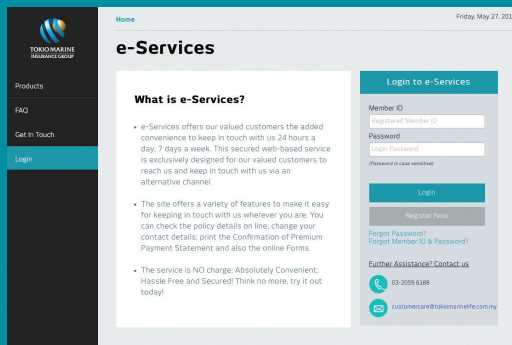 Home
Friday, May 27, 201
TOKIO MARINE
INSURANCE GROUP
e-Services
Products
FAQ
Get In Touch
Login
What is e-Services?
• e-Services offers our valued customers the added
convenience to keep in touch with us 24 hours a
day; 7 days a week. This secured web-based service
is exclusively designed for our valued customers to
reach us and keep in touch with us via an
alternative channel.
• The site offers a variety of features to make it easy
for keeping in touch with us wherever you are. You
can check the policy details on line; change your
contact details; print the Confirmation of Premium
Payment Statement and also the online Forms.
• The service is NO charge; Absolutely Convenient;
Hassle Free and Secured! Think no more, try it out
today!
Login to e-Services
Member ID
Registered Member ID
Password
Login Password
(Password is case sensitive)
Login
Register Now
Forgot Password?
Forgot Member ID & Password?
Further Assistance? Contact us
03-2059 6188
customercare@tokiomarinelife.com.my